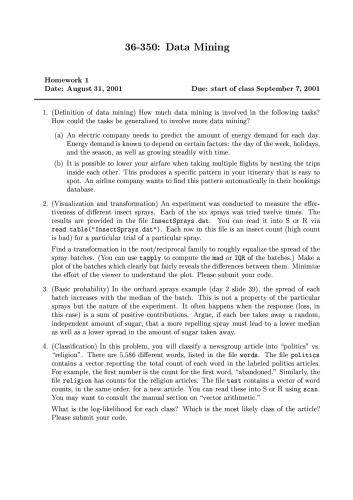 36-350: Data Mining
Homework 1
Date: August 31, 2001 Due: start of class September 7, 2001
1. (Definition of data mining) How much data mining is involved in the following tasks?
How could the tasks be generalized to involve more data mining?
(a) An electric company needs to predict the amount of energy demand for each day.
Energy demand is known to depend on certain factors: the day of the week, holidays,
and the season, as well as growing steadily with time.
(b) It is possible to lower your airfare when taking multiple flights by nesting the trips
inside each other. This produces a specific pattern in your itinerary that is easy to
spot. An airline company wants to find this pattern automatically in their bookings
database.
2. (Visualization and transformation) An experiment was conducted to measure the effec-
tiveness of different insect sprays. Each of the six sprays was tried twelve times. The
results are provided in the file InsectSprays.dat. You can read it into S or R via
read.table("InsectSprays.dat"). Each row in this file is an insect count (high count
is bad) for a particular trial of a particular spray.
Find a transformation in the root/reciprocal family to roughly equalize the spread of the
spray batches. (You can use tapply to compute the mad or IQR of the batches.) Make a
plot of the batches which clearly but fairly reveals the differences between them. Minimize
the effort of the viewer to understand the plot. Please submit your code.
3. (Basic probability) In the orchard sprays example (day 2 slide 39), the spread of each
batch increases with the median of the batch. This is not a property of the particular
sprays but the nature of the experiment. It often happens when the response (loss, in
this case) is a sum of positive contributions. Argue, if each bee takes away a random,
independent amount of sugar, that a more repelling spray must lead to a lower median
as well as a lower spread in the amount of sugar taken away.
4. (Classification) In this problem, you will classify a newsgroup article into "politics" vs.
"religion". There are 5,586 different words, listed in the file words. The file politics
contains a vector reporting the total count of each word in the labeled politics articles.
For example, the first number is the count for the first word, "abandoned." Similarly, the
file religion has counts for the religion articles. The file test contains a vector of word
counts, in the same order, for a new article. You can read these into S or R using scan.
You may want to consult the manual section on "vector arithmetic."
What is the log-likelihood for each class? Which is the most likely class of the article?
Please submit your code.